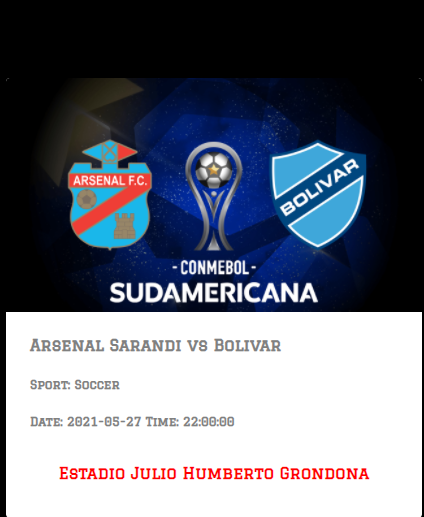 ARSENAL F.C.
BOLIVAR
- CONMEBOL -
SUDAMERICANA
Arsenal Sarandi vs Bolivar
Sport: Soccer
Date: 2021-05-27 Time: 22:00:00
Estadio Julio Humberto Grondona